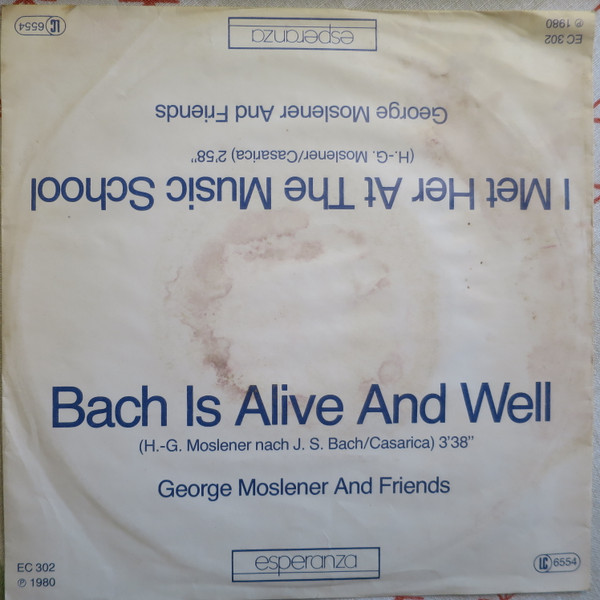 esperanza
LC 6554
EC 302
℗ 1980
George Moslener And Friends
(H.-G. Moslener/Casarica) 2'58"
I Met Her At The Music School
Bach Is Alive And Well
(H.-G. Moslener nach J. S. Bach/Casarica) 3'38"
George Moslener And Friends
EC 302
℗ 1980
esperanza
LC 6554